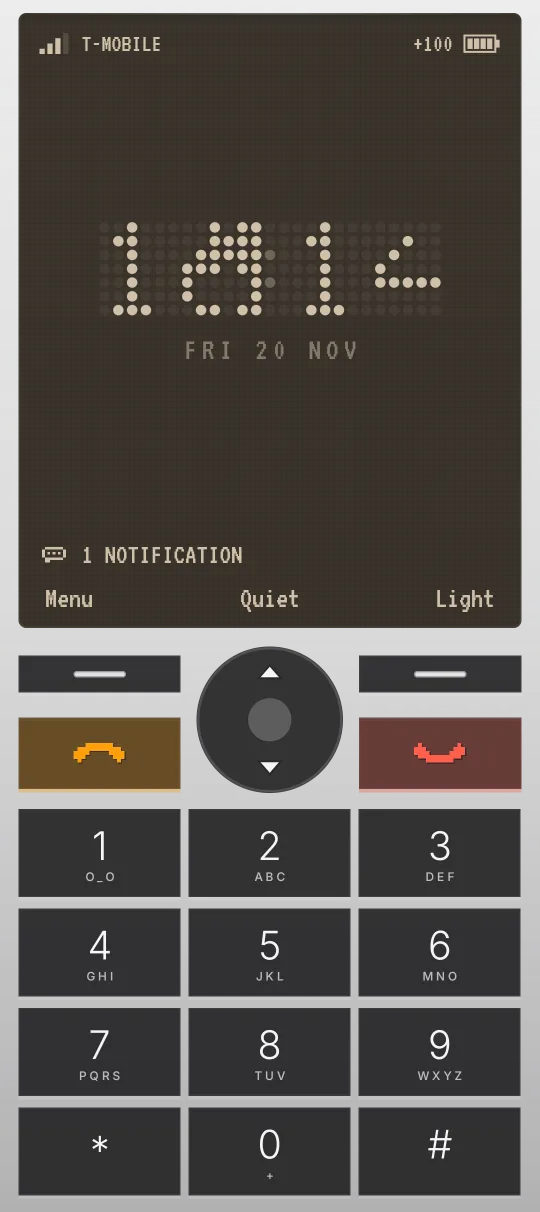 T-MOBILE +100
FRI 20 NOV
1 NOTIFICATION
Menu Quiet Light
1 2 3
O_O ABC DEF
4 5 6
GHI JKL MNO
7 8 9
PQRS TUV WXYZ
* 0 #
+